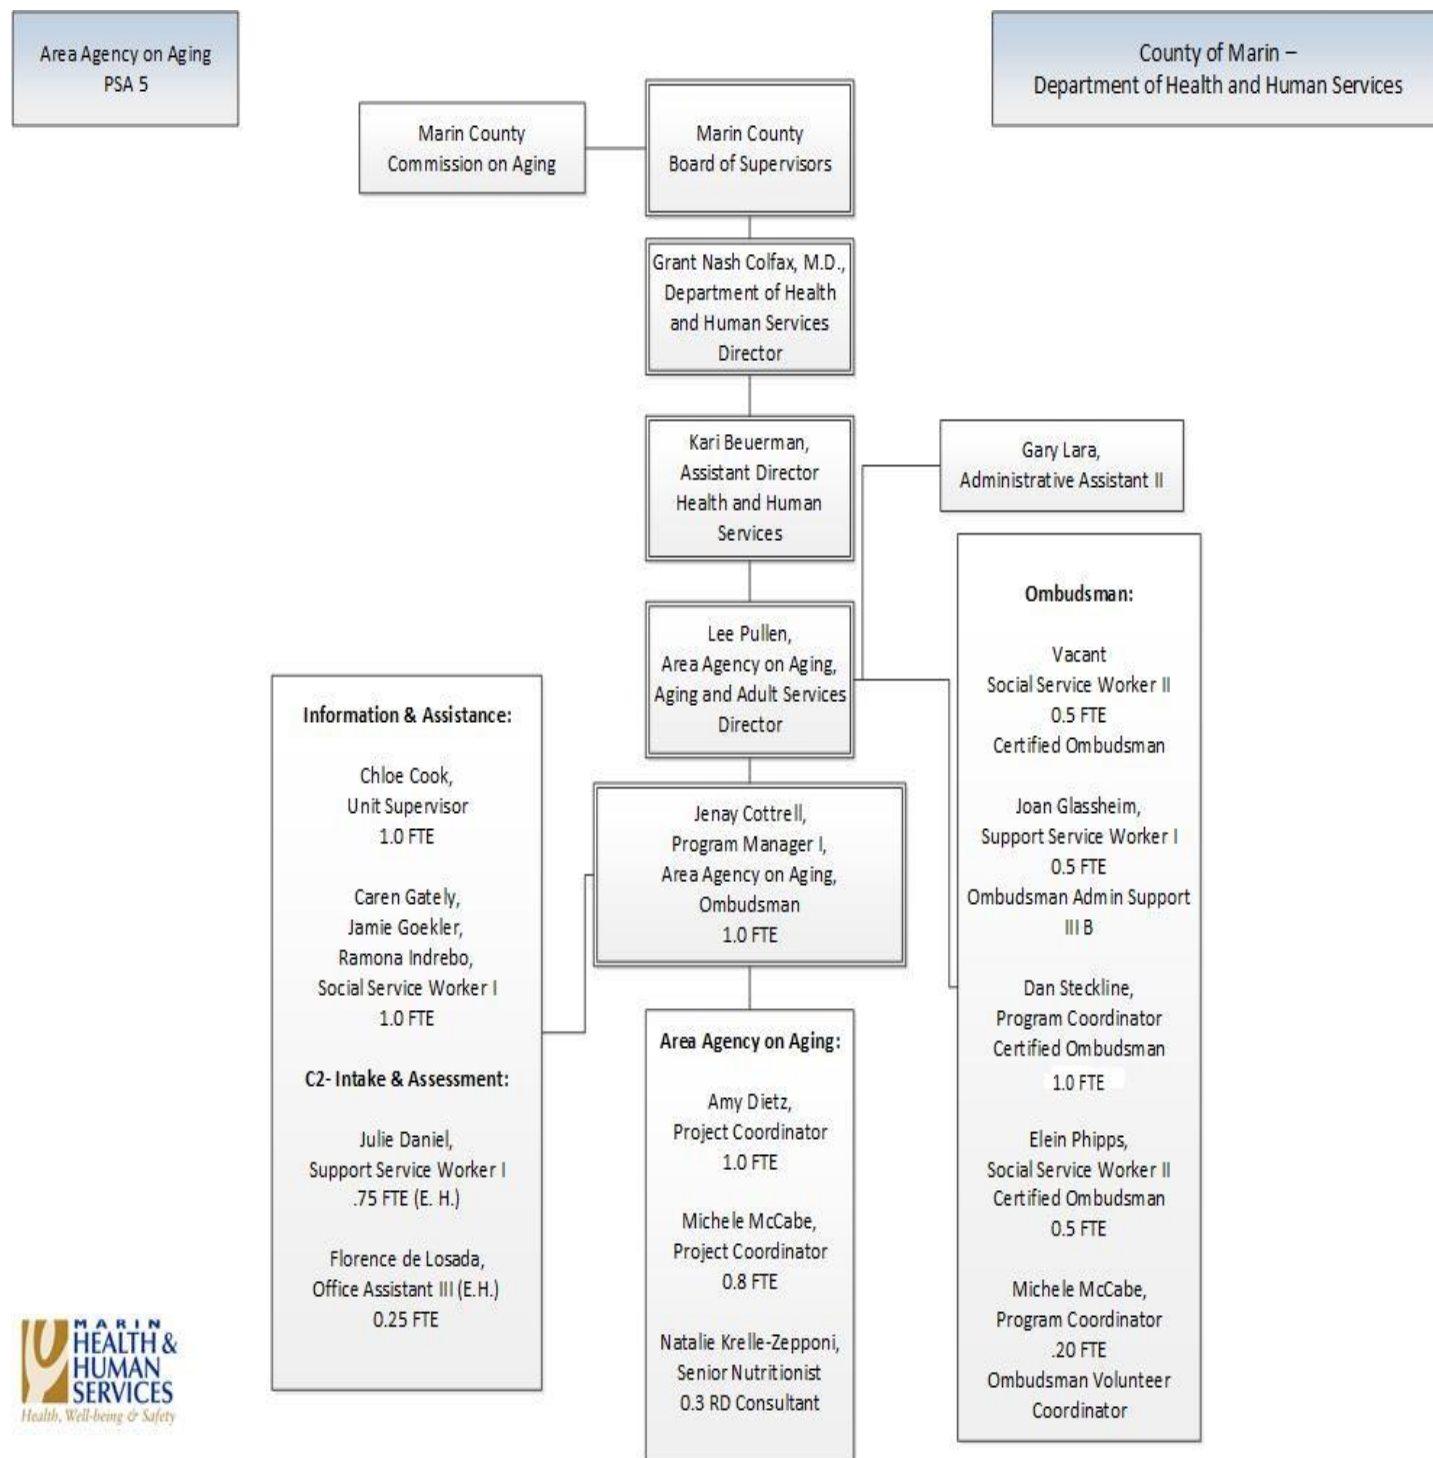 Area Agency on Aging
PSA 5
County of Marin –
Department of Health and Human Services
Marin County
Commission on Aging
Marin County
Board of Supervisors
Grant Nash Colfax, M.D.,
Department of Health
and Human Services
Director
Kari Beuerman,
Assistant Director
Health and Human
Services
Gary Lara,
Administrative Assistant II
Lee Pullen,
Area Agency on Aging,
Aging and Adult Services
Director
Jenay Cottrell,
Program Manager I,
Area Agency on Aging,
Ombudsman
1.0 FTE
Information & Assistance:
Chloe Cook,
Unit Supervisor
1.0 FTE
Caren Gately,
Jamie Goekler,
Ramona Indrebo,
Social Service Worker I
1.0 FTE
C2- Intake & Assessment:
Julie Daniel,
Support Service Worker I
.75 FTE (E. H.)
Florence de Losada,
Office Assistant III (E.H.)
0.25 FTE
Area Agency on Aging:
Amy Dietz,
Project Coordinator
1.0 FTE
Michele McCabe,
Project Coordinator
0.8 FTE
Natalie Krelle-Zepponi,
Senior Nutritionist
0.3 RD Consultant
Ombudsman:
Vacant
Social Service Worker II
0.5 FTE
Certified Ombudsman
Joan Glassheim,
Support Service Worker I
0.5 FTE
Ombudsman Admin Support
III B
Dan Steckline,
Program Coordinator
Certified Ombudsman
1.0 FTE
Elein Phipps,
Social Service Worker II
Certified Ombudsman
0.5 FTE
Michele McCabe,
Program Coordinator
.20 FTE
Ombudsman Volunteer
Coordinator
MARIN
HEALTH &
HUMAN
SERVICES
Health, Well-being & Safety